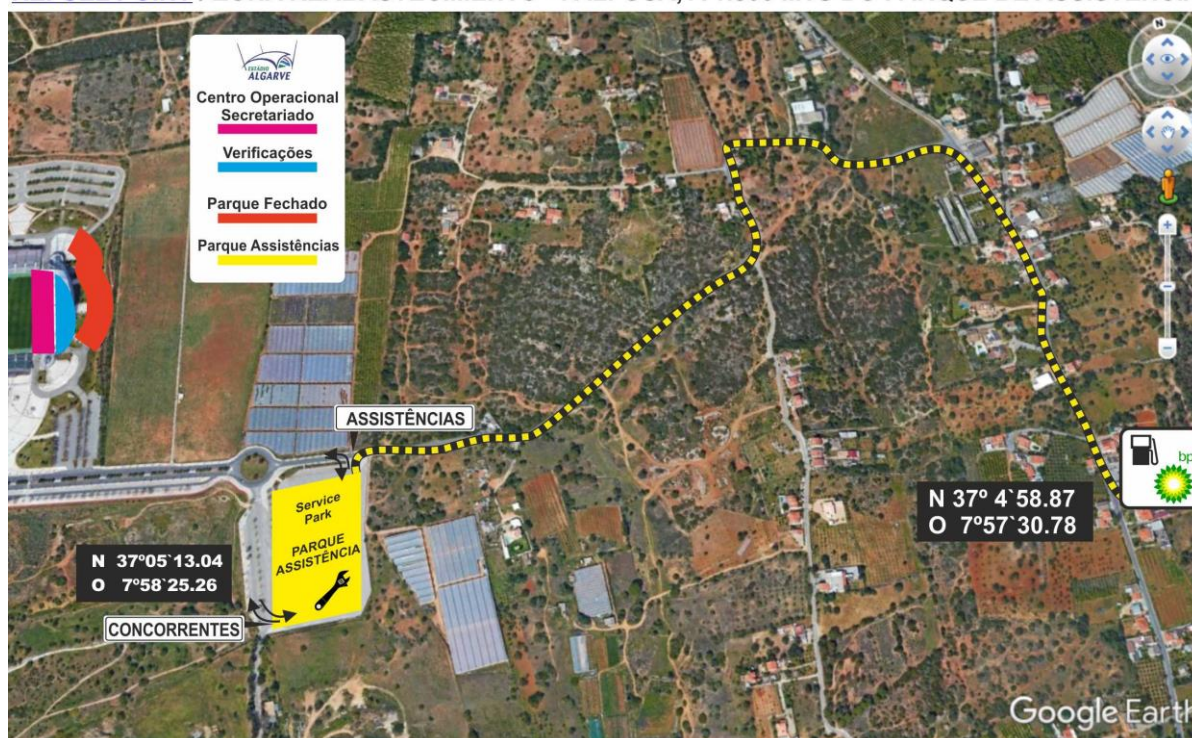 ESTÁDIO
ALGARVE
Centro Operacional
Secretariado
Verificações
Parque Fechado
Parque Assistências
N
ASSISTÊNCIAS
Service
Park
PARQUE
ASSISTÊNCIA
N 37º05`13.04
O 7º58`25.26
CONCORRENTES
bp
N 37º 4`58.87
O 7º57`30.78
Google Earth